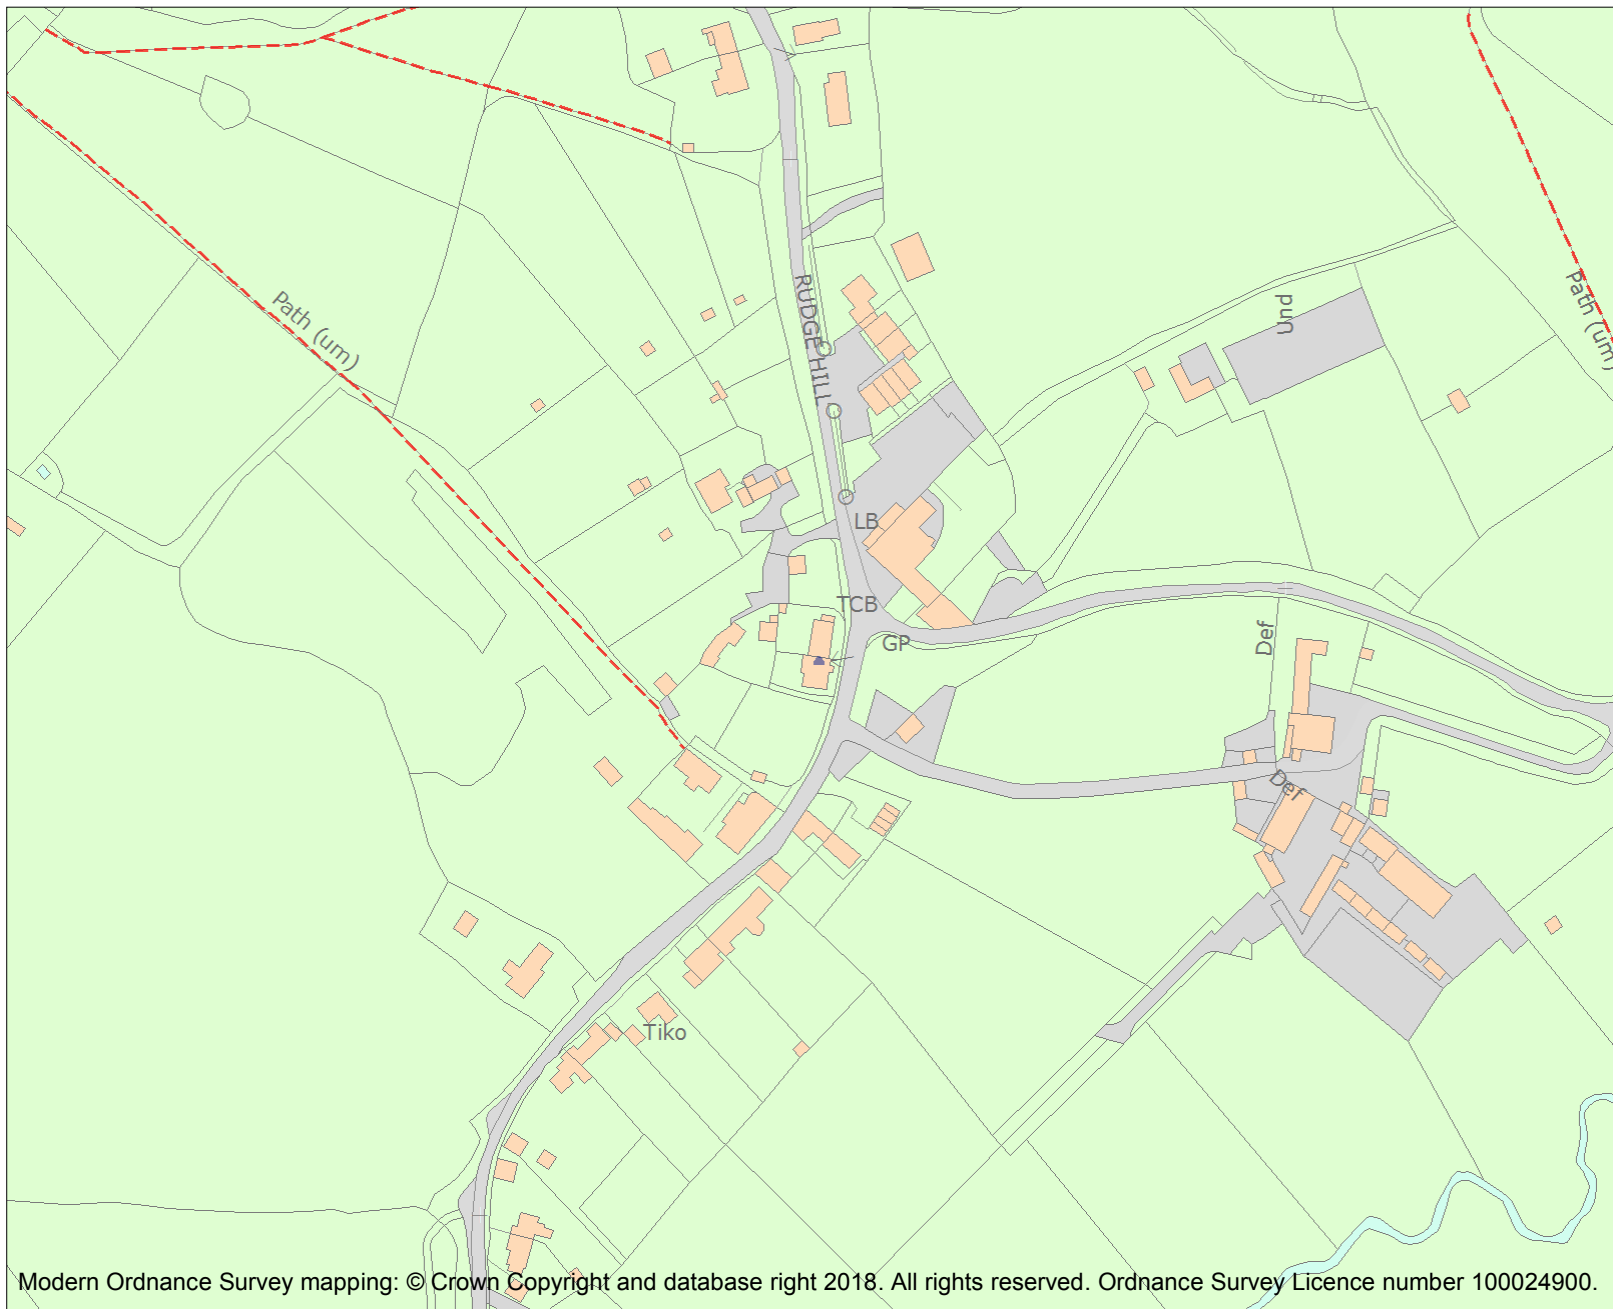 Path (um)
RUDGE HILL
Und
Path (um)
LB
TCB
GP
Def
Def
Tiko
Modern Ordnance Survey mapping: © Crown Copyright and database right 2018. All rights reserved. Ordnance Survey Licence number 100024900.